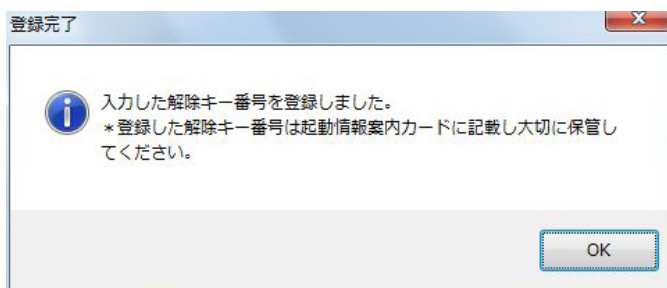 登録完了
入力した解除キー番号を登録しました。
＊登録した解除キー番号は起動情報案内カードに記載し大切に保管し
てください。
OK